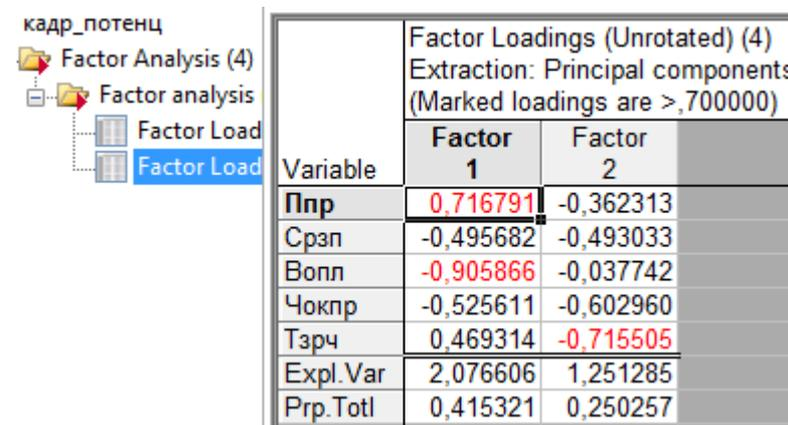 кадр_потенц
Factor Analysis (4)
Factor analysis
Factor Load
Factor Load
Factor Loadings (Unrotated) (4)
Extraction: Principal components
(Marked loadings are >,700000)
Variable Factor 1 Factor 2
Ппр 0,716791 -0,362313
Срзп -0,495682 -0,493033
Вопл -0,905866 -0,037742
Чокпр -0,525611 -0,602960
Тзрч 0,469314 -0,715505
Expl.Var 2,076606 1,251285
Prp.Totl 0,415321 0,250257